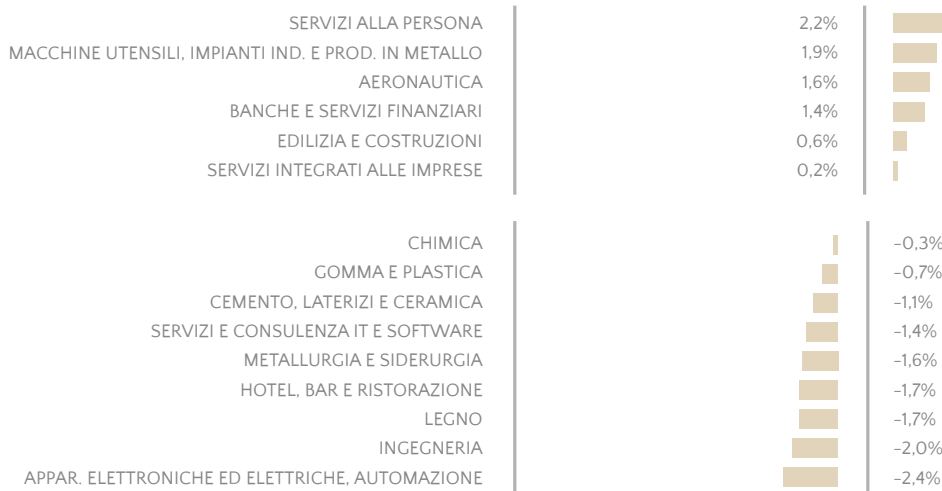 SERVIZI ALLA PERSONA 2,2%
MACCHINE UTENSILI, IMPIANTI IND. E PROD. IN METALLO 1,9%
AERONAUTICA 1,6%
BANCHE E SERVIZI FINANZIARI 1,4%
EDILIZIA E COSTRUZIONI 0,6%
SERVIZI INTEGRATI ALLE IMPRESE 0,2%
CHIMICA -0,3%
GOMMA E PLASTICA -0,7%
CEMENTO, LATERIZI E CERAMICA -1,1%
SERVIZI E CONSULENZA IT E SOFTWARE -1,4%
METALLURGIA E SIDERURGIA -1,6%
HOTEL, BAR E RISTORAZIONE -1,7%
LEGNO -1,7%
INGEGNERIA -2,0%
APPAR. ELETTRONICHE ED ELETTRICHE, AUTOMAZIONE -2,4%